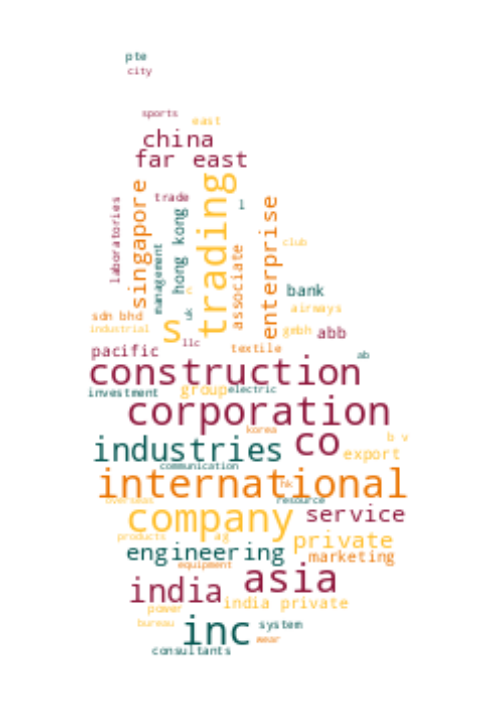 pte
city
sports
east
china
far east
laboratories
singapore
trade
management
hong kong
trading
l
associate
enterprise
club
bank
airways
c
uk
sdn bhd
industrial
s
gmbh
abb
llc
pacific
textile
ab
construction
investment
group
electric
corporation
korea
co
b v
industries
export
communication
international
hk
overseas
resource
company
service
products
ag
private
engineering
marketing
equipment
asia
india
india private
power
bureau
inc
system
wear
consultants